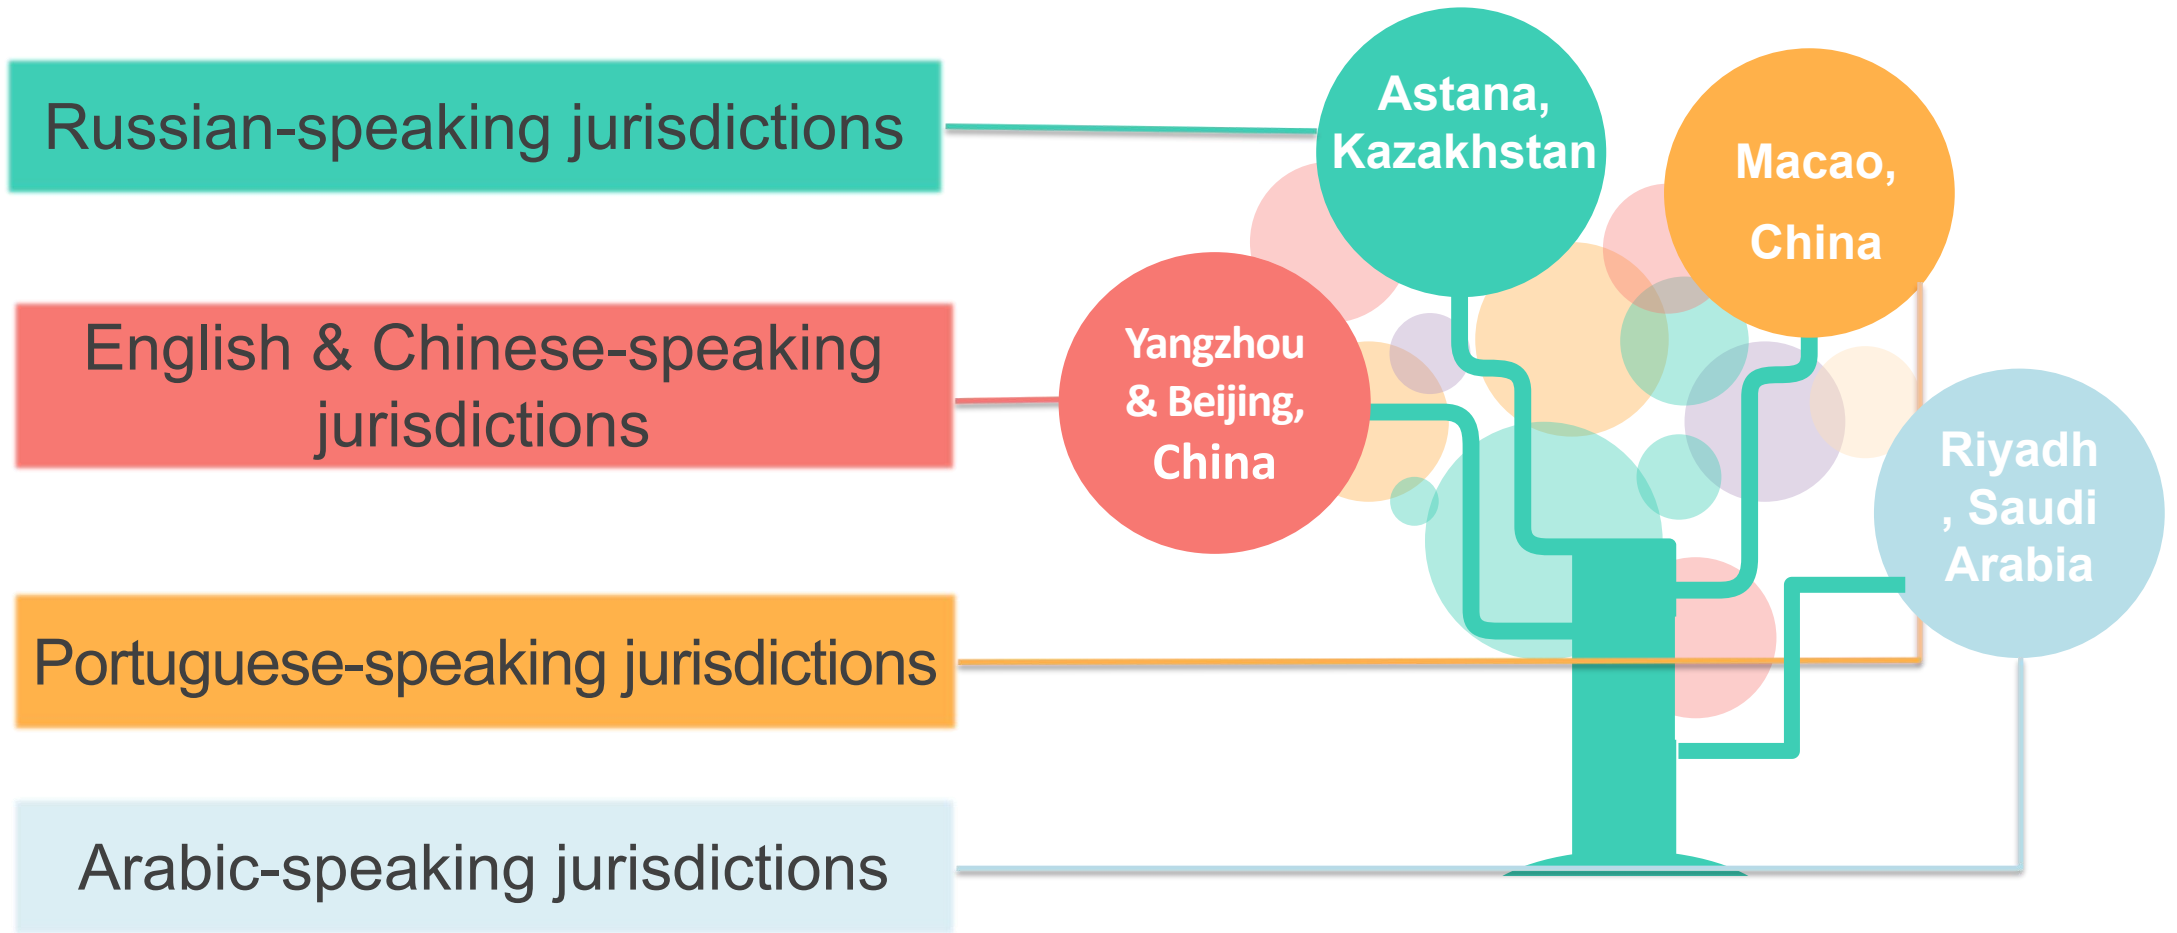 Russian-speaking jurisdictions
English & Chinese-speaking
jurisdictions
Portuguese-speaking jurisdictions
Arabic-speaking jurisdictions
Astana,
Kazakhstan
Macao,
China
Yangzhou
& Beijing,
China
Riyadh
, Saudi
Arabia